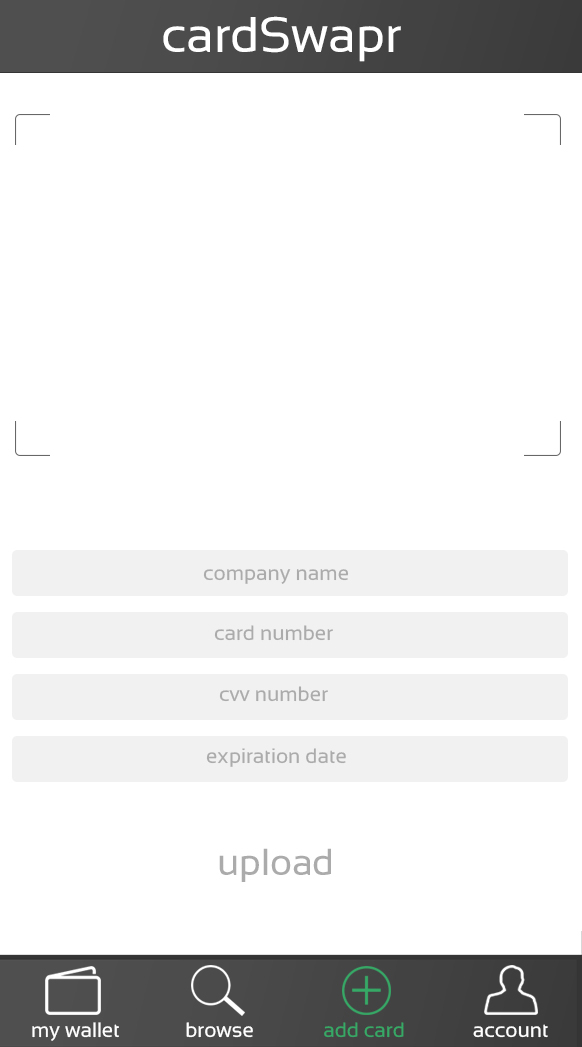 cardSwapr
company name
card number
cvv number
expiration date
upload
my wallet browse add card account